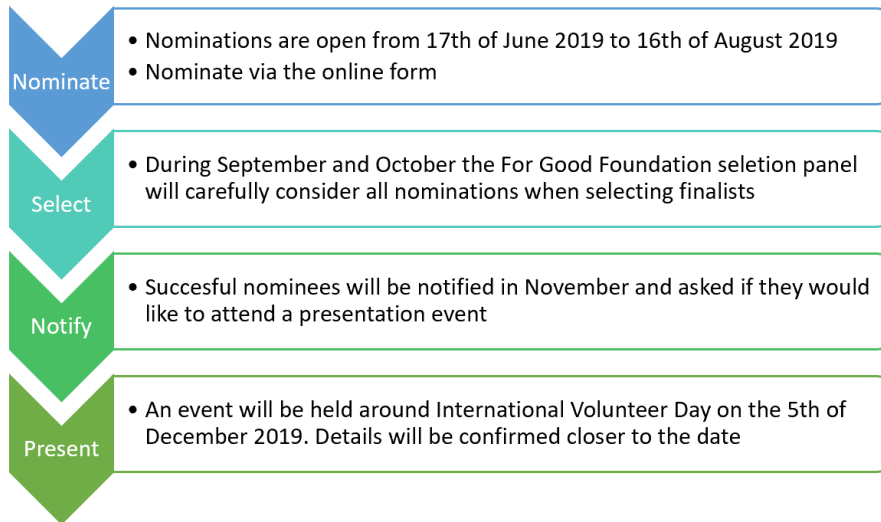 Nominate
• Nominations are open from 17th of June 2019 to 16th of August 2019
• Nominate via the online form
Select
• During September and October the For Good Foundation seletion panel
will carefully consider all nominations when selecting finalists
Notify
• Succesful nominees will be notified in November and asked if they would
like to attend a presentation event
Present
• An event will be held around International Volunteer Day on the 5th of
December 2019. Details will be confirmed closer to the date